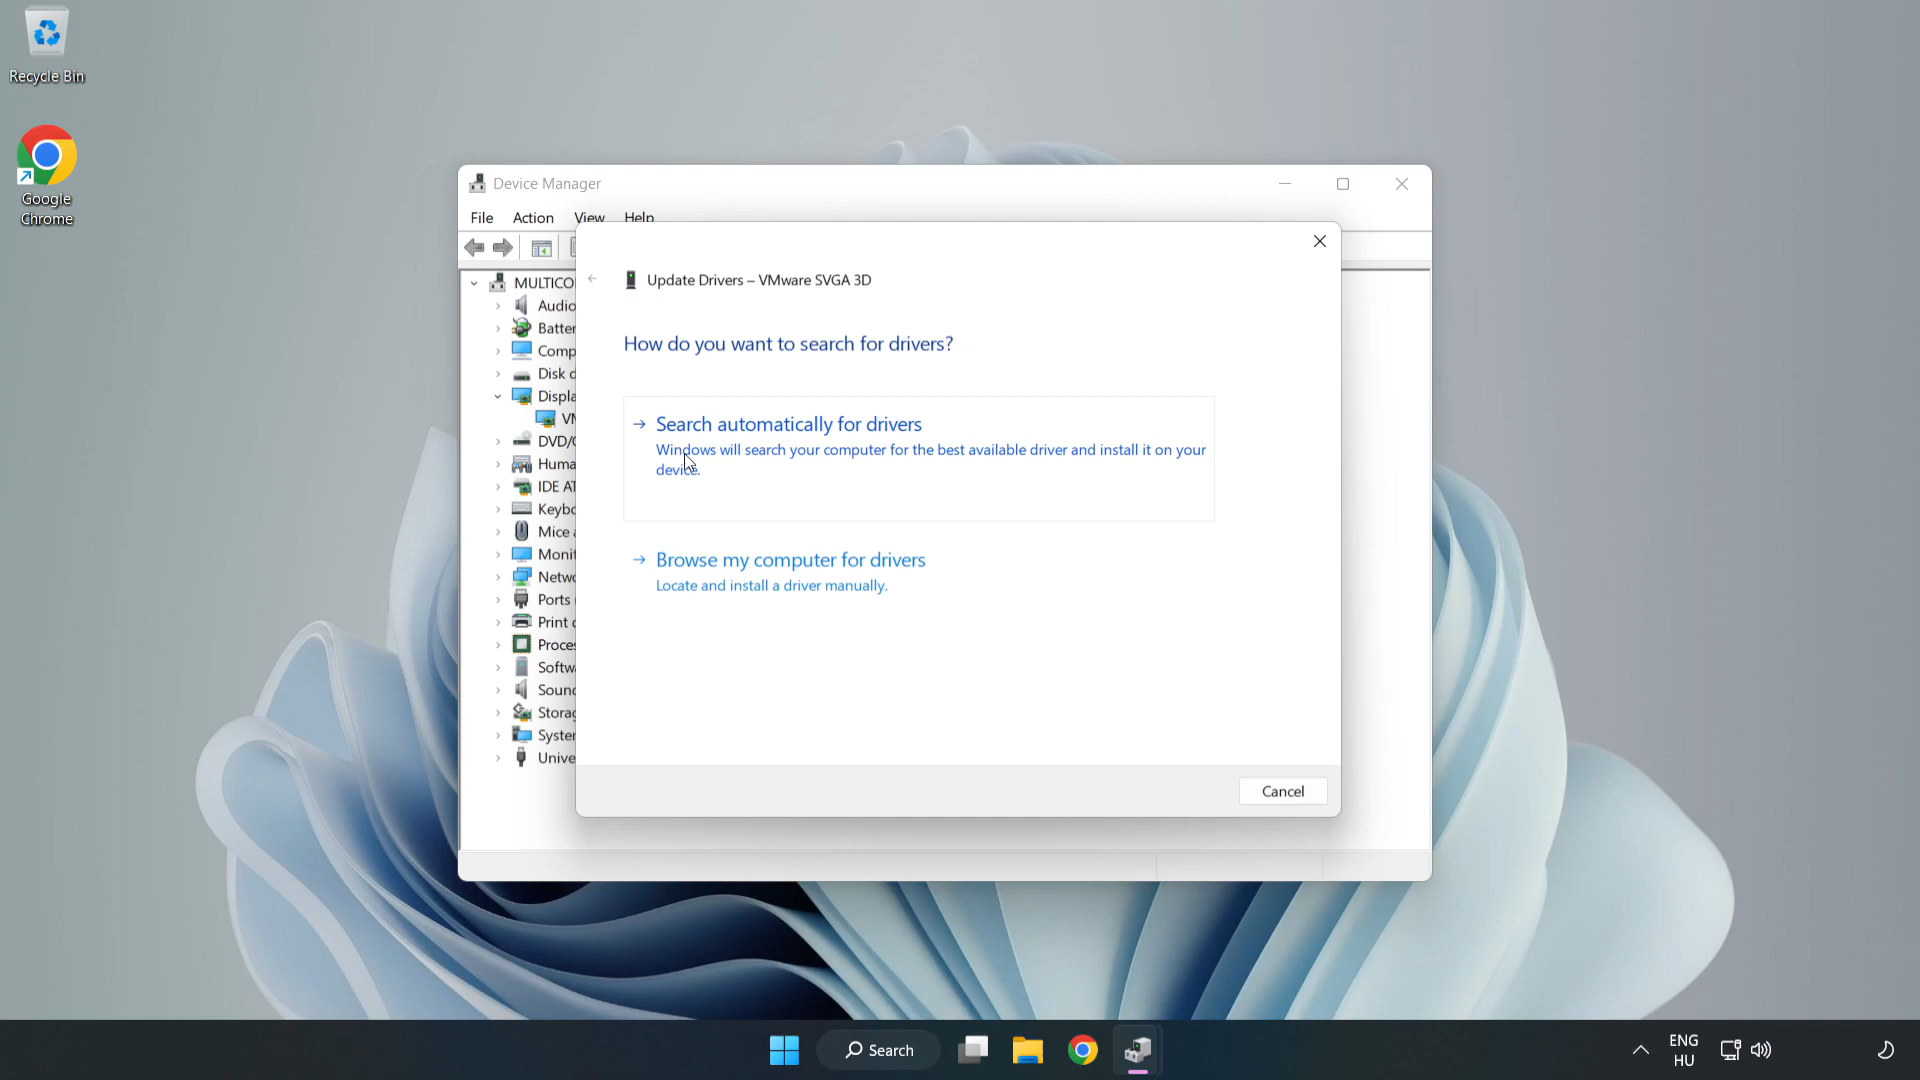 Recycle Bin
Google
Chrome
Device Manager
File Action View Help
MULTICO
Audio
Batter
Comp
Disk d
Displa
VM
DVD/C
Huma
IDE AT
Keybo
Mice a
Monit
Netwo
Ports
Print
Proces
Softwa
Sound
Storag
System
Unive
Update Drivers – VMware SVGA 3D
How do you want to search for drivers?
Search automatically for drivers
Windows will search your computer for the best available driver and install it on your
device.
Browse my computer for drivers
Locate and install a driver manually.
Cancel
Search
ENG
HU